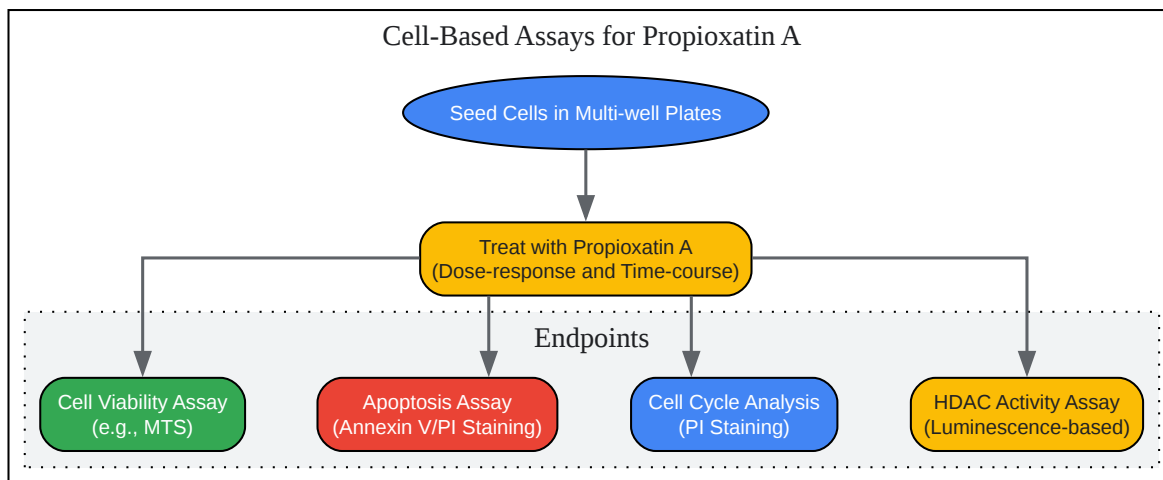 Cell-Based Assays for Propioxatin A
Seed Cells in Multi-well Plates
Treat with Propioxatin A
(Dose-response and Time-course)
Endpoints
Cell Viability Assay
(e.g., MTS)
Apoptosis Assay
(Annexin V/PI Staining)
Cell Cycle Analysis
(PI Staining)
HDAC Activity Assay
(Luminescence-based)